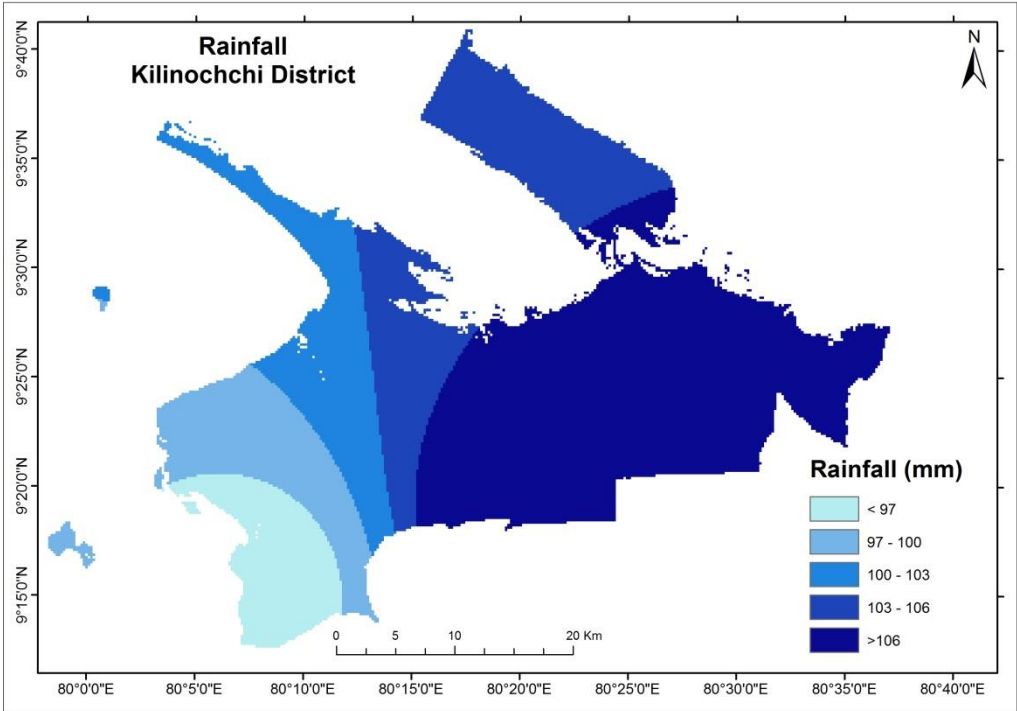 Rainfall
Kilinochchi District
N
9°40'0"N
9°35'0"N
9°30'0"N
9°25'0"N
9°20'0"N
9°15'0"N
Rainfall (mm)
< 97
97 - 100
100 - 103
103 - 106
>106
0 5 10 20 Km
80°0'0"E 80°5'0"E 80°10'0"E 80°15'0"E 80°20'0"E 80°25'0"E 80°30'0"E 80°35'0"E 80°40'0"E